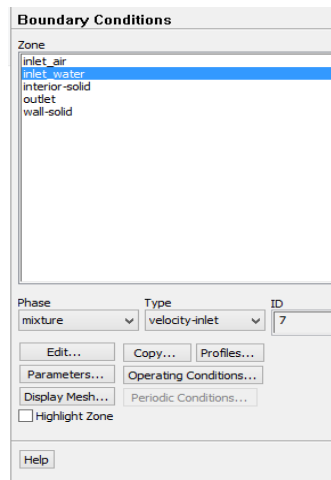 Boundary Conditions
Zone
inlet_air
inlet_water
interior-solid
outlet
wall-solid
Phase Type ID
mixture velocity-inlet 7
Edit... Copy... Profiles...
Parameters... Operating Conditions...
Display Mesh... Periodic Conditions...
Highlight Zone
Help